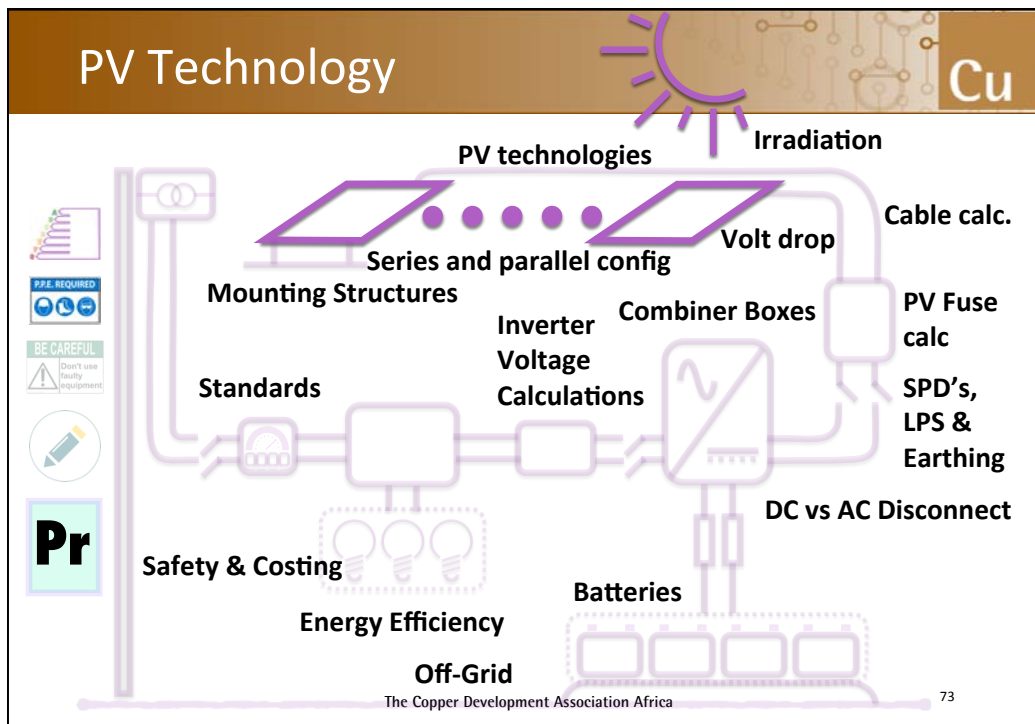 PV Technology
Cu
Irradiation
PV technologies
Cable calc.
Volt drop
Series and parallel config
Mounting Structures
P.P.E. REQUIRED
Combiner Boxes
PV Fuse
calc
Inverter
Voltage
Calculations
BE CAREFUL
Don't use
faulty
equipment
Standards
SPD's,
LPS &
Earthing
DC vs AC Disconnect
Pr
Safety & Costing
Batteries
Energy Efficiency
Off-Grid
The Copper Development Association Africa
73